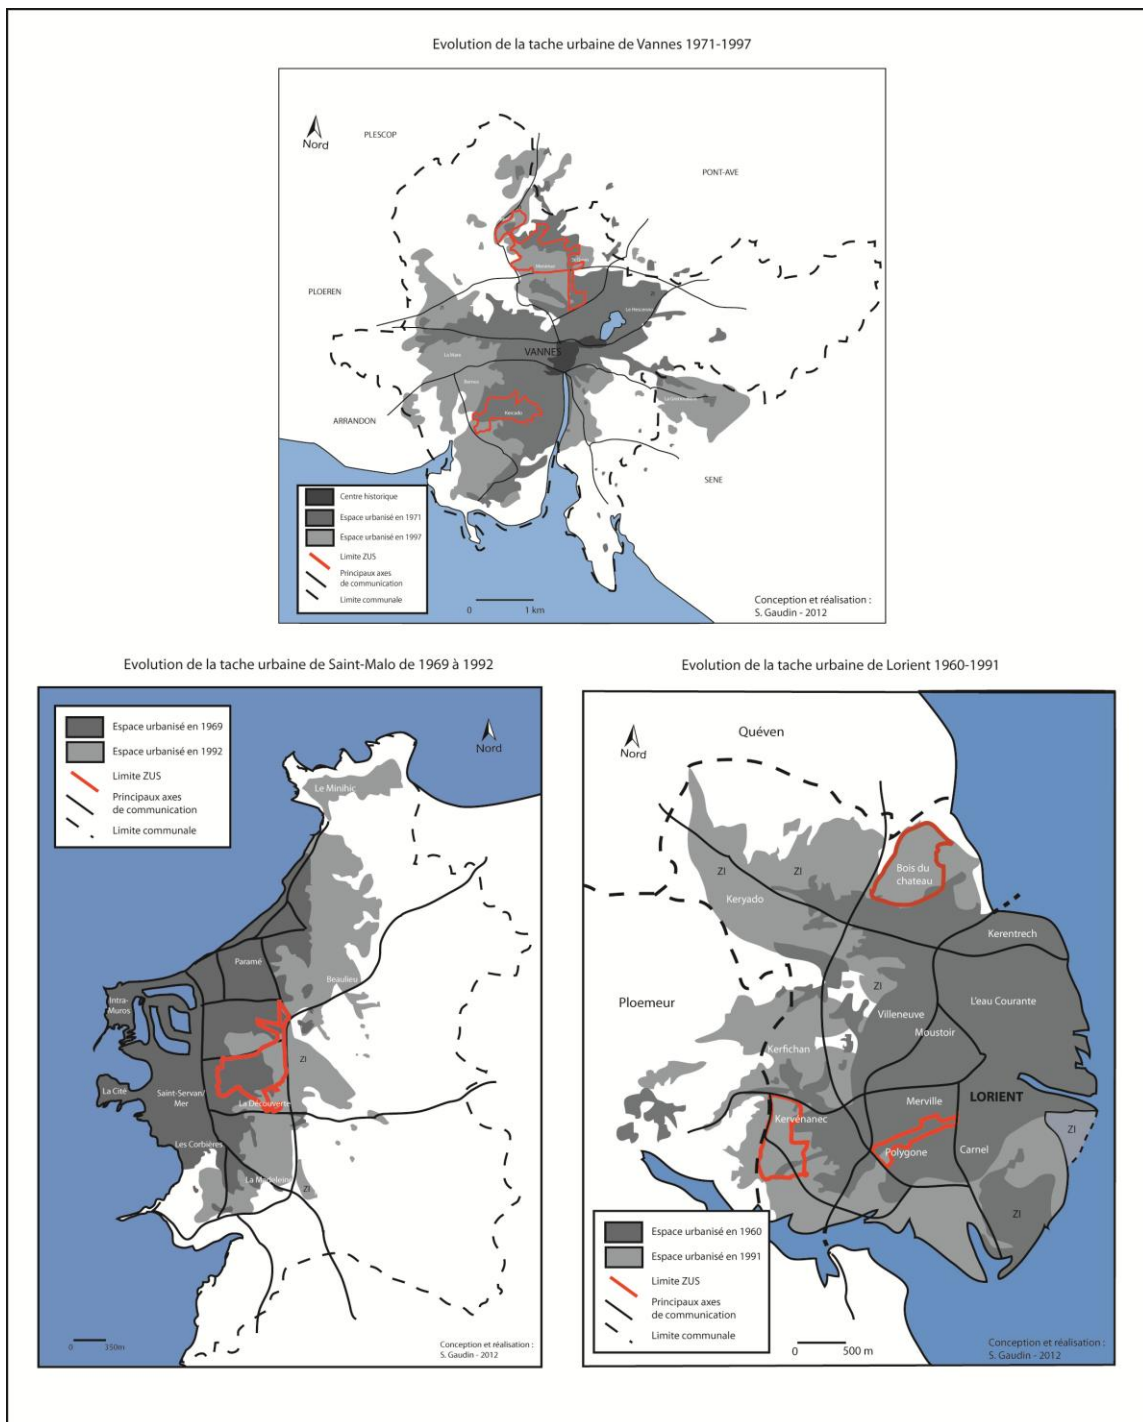 Evolution de la tache urbaine de Vannes 1971-1997
Nord
PLESCOP
PONT-AVE
PLOEREN
VANNES
Kercado
ARRANDON
SENE
Centre historique
Espace urbanisé en 1971
Espace urbanisé en 1997
Limite ZUS
Principaux axes
de communication
Limite communale
0 1 km
Conception et réalisation :
S. Gaudin - 2012
Evolution de la tache urbaine de Saint-Malo de 1969 à 1992
Espace urbanisé en 1969
Espace urbanisé en 1992
Limite ZUS
Principaux axes
de communication
Limite communale
Nord
Le Minihic
Paramé
Beaulieu
Intra-
Muros
ZI
La Cité
Saint-Servan/
Mer
La Découverte
Les Corbières
La Madeleine
ZI
0 350m
Conception et réalisation :
S. Gaudin - 2012
Evolution de la tache urbaine de Lorient 1960-1991
Nord
Quéven
ZI
ZI
Bois du
chateau
Keryado
Kerentrech
ZI
Ploemeur
L'eau Courante
Villeneuve
Moustoir
Kerfichan
Merville
LORIENT
Kervénanec
ZI
Polygone
Carnel
ZI
Espace urbanisé en 1960
Espace urbanisé en 1991
Limite ZUS
Principaux axes
de communication
Limite communale
0 500 m
Conception et réalisation :
S. Gaudin - 2012